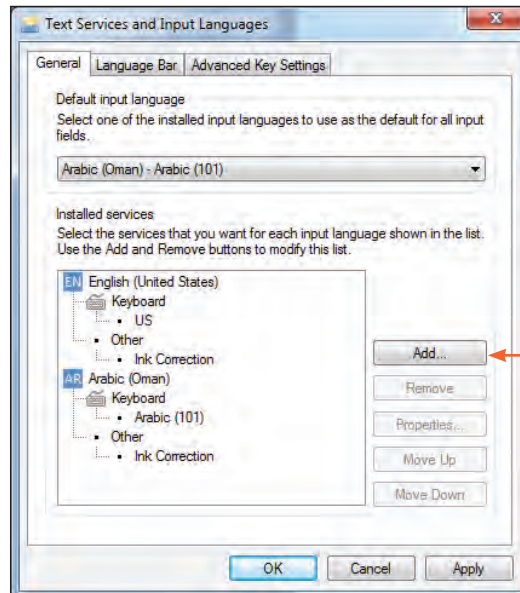 Text Services and Input Languages
General Language Bar Advanced Key Settings
Default input language
Select one of the installed input languages to use as the default for all input
fields.
Arabic (Oman) - Arabic (101)
Installed services
Select the services that you want for each input language shown in the list.
Use the Add and Remove buttons to modify this list.
EN English (United States)
Keyboard
• US
• Other
• Ink Correction
AR Arabic (Oman)
Keyboard
• Arabic (101)
• Other
• Ink Correction
Add...
Remove
Properties...
Move Up
Move Down
OK Cancel Apply